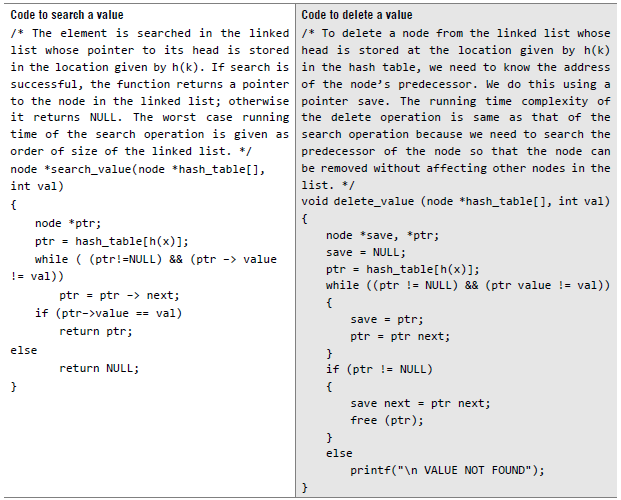 Code to search a value
/* The element is searched in the linked
list whose pointer to its head is stored
in the location given by h(k). If search is
successful, the function returns a pointer
to the node in the linked list; otherwise
it returns NULL. The worst case running
time of the search operation is given as
order of size of the linked list. */
node *search_value(node *hash_table[],
int val)
{
node *ptr;
ptr = hash_table[h(x)];
while ( (ptr!=NULL) && (ptr -> value
!= val))
ptr = ptr -> next;
if (ptr->value == val)
return ptr;
else
return NULL;
}
Code to delete a value
/* To delete a node from the linked list whose
head is stored at the location given by h(k)
in the hash table, we need to know the address
of the node's predecessor. We do this using a
pointer save. The running time complexity of
the delete operation is same as that of the
search operation because we need to search the
predecessor of the node so that the node can
be removed without affecting other nodes in the
list. */
void delete_value (node *hash_table[], int val)
{
node *save, *ptr;
save = NULL;
ptr = hash_table[h(x)];
while ((ptr != NULL) && (ptr value != val))
{
save = ptr;
ptr = ptr next;
}
if (ptr != NULL)
{
save next = ptr next;
free (ptr);
}
else
printf("\n VALUE NOT FOUND");
}